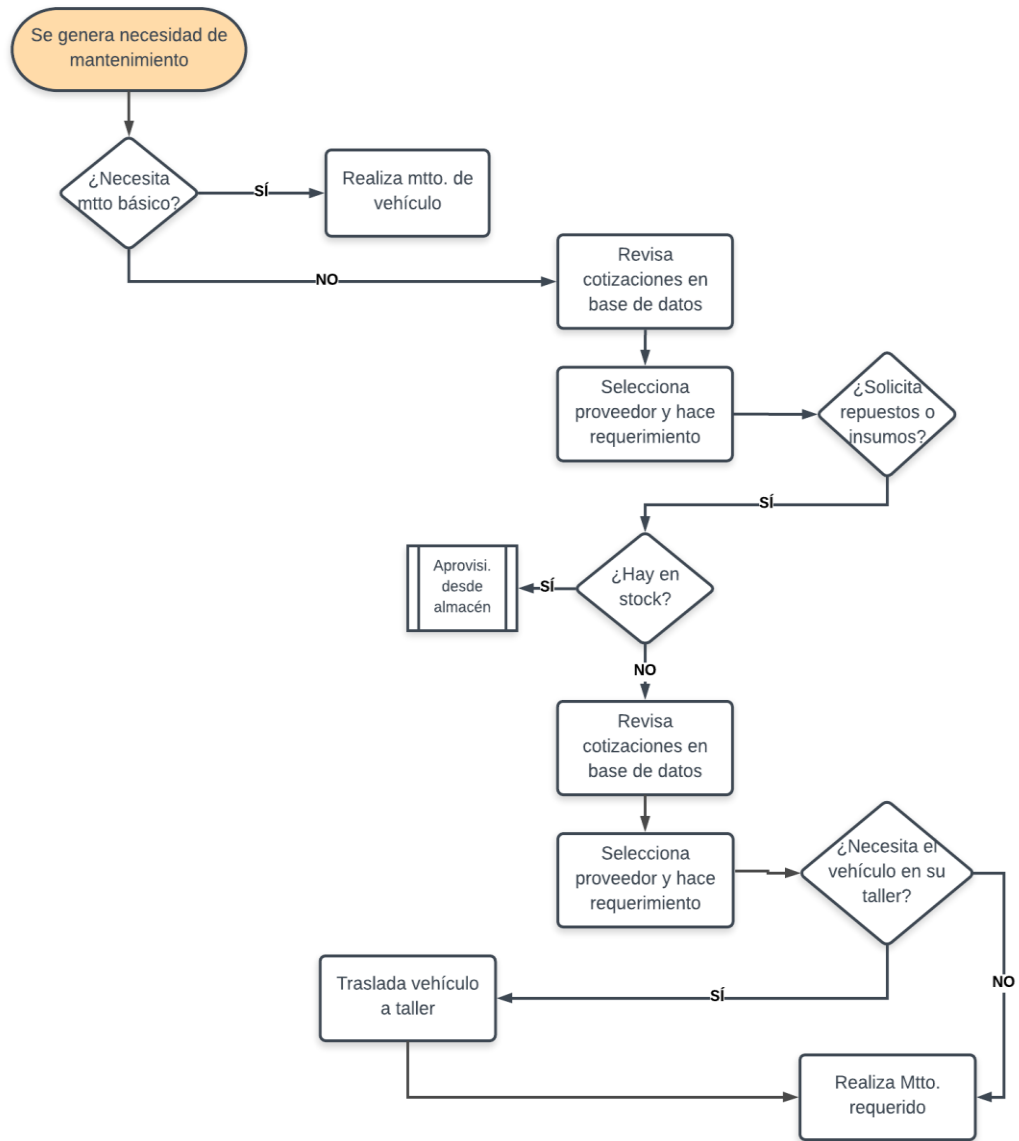 Se genera necesidad de
mantenimiento
¿Necesita
mtto básico?
SÍ
Realiza mtto. de
vehículo
NO
Revisa
cotizaciones en
base de datos
Selecciona
proveedor y hace
requerimiento
¿Solicita
repuestos o
insumos?
SÍ
¿Hay en
stock?
SÍ
Aprovisi.
desde
almacén
NO
Revisa
cotizaciones en
base de datos
Selecciona
proveedor y hace
requerimiento
¿Necesita el
vehículo en su
taller?
SÍ
Traslada vehículo
a taller
NO
Realiza Mtto.
requerido